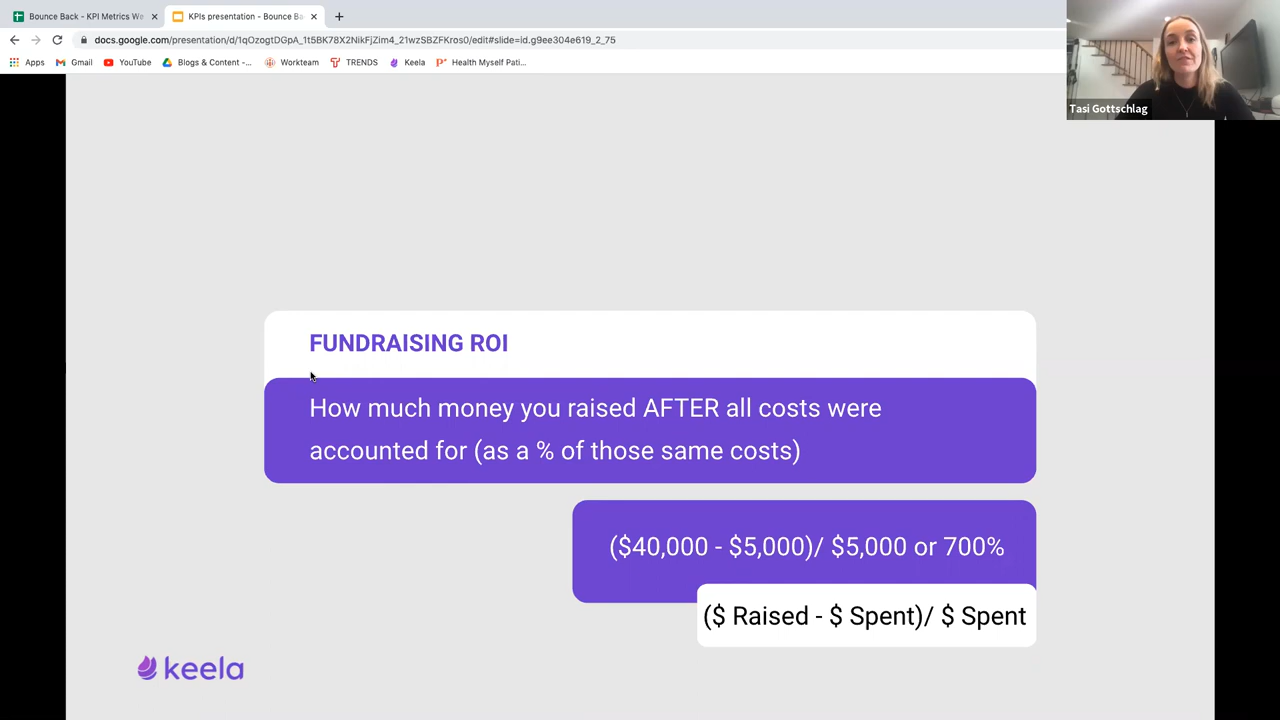 Bounce Back - KPI Metrics We
KPIs presentation - Bounce Ba
docs.google.com/presentation/d/1qOzogtDGpA_1t5BK78X2NikFjZim4_21wzSBZFKros0/edit#slide=id.g9ee304e619_2_75
Apps Gmail YouTube Blogs & Content -... Workteam TRENDS Keela Health Myself Pati...
Tasi Gottschlag
FUNDRAISING ROI
How much money you raised AFTER all costs were
accounted for (as a % of those same costs)
($40,000 - $5,000)/ $5,000 or 700%
($ Raised - $ Spent)/ $ Spent
keela